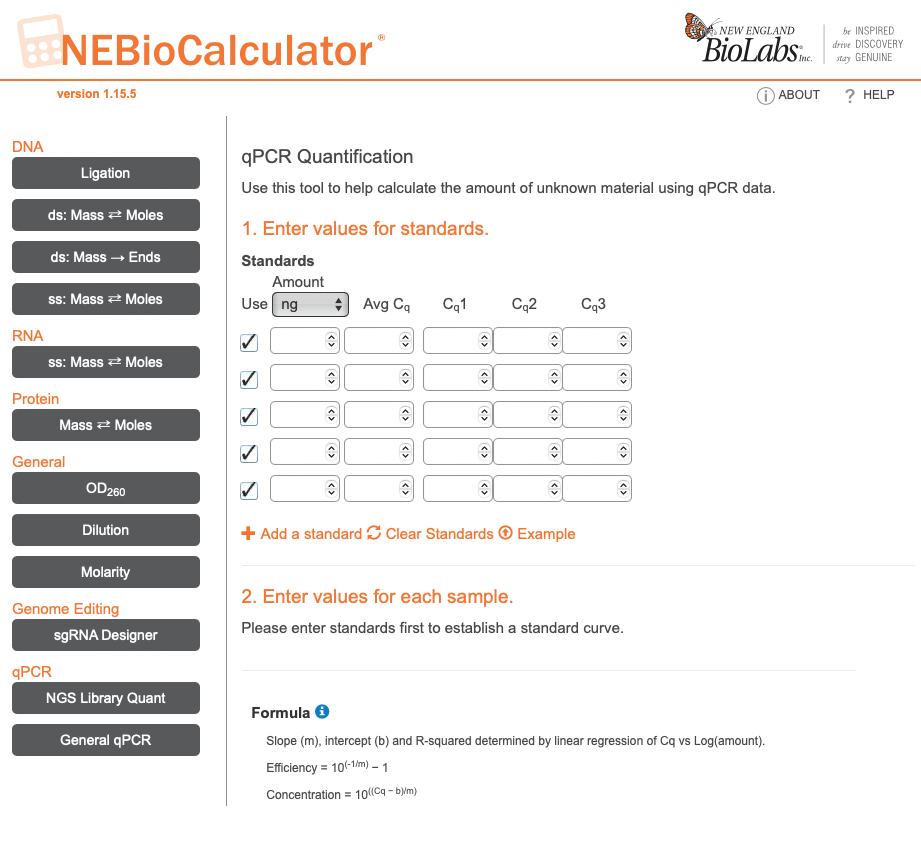 NEBioCalculator®
NEW ENGLAND
BioLabs® Inc.
be INSPIRED
drive DISCOVERY
stay GENUINE
version 1.15.5
i ABOUT
? HELP
DNA
Ligation
ds: Mass ⇄ Moles
ds: Mass → Ends
ss: Mass ⇄ Moles
RNA
ss: Mass ⇄ Moles
Protein
Mass ⇄ Moles
General
OD260
Dilution
Molarity
Genome Editing
sgRNA Designer
qPCR
NGS Library Quant
General qPCR
qPCR Quantification
Use this tool to help calculate the amount of unknown material using qPCR data.
1. Enter values for standards.
Standards
Amount
Use ng Avg Cq Cq1 Cq2 Cq3
Add a standard Clear Standards Example
2. Enter values for each sample.
Please enter standards first to establish a standard curve.
Formula i
Slope (m), intercept (b) and R-squared determined by linear regression of Cq vs Log(amount).
Efficiency = 10(-1/m) – 1
Concentration = 10((Cq – b)/m)